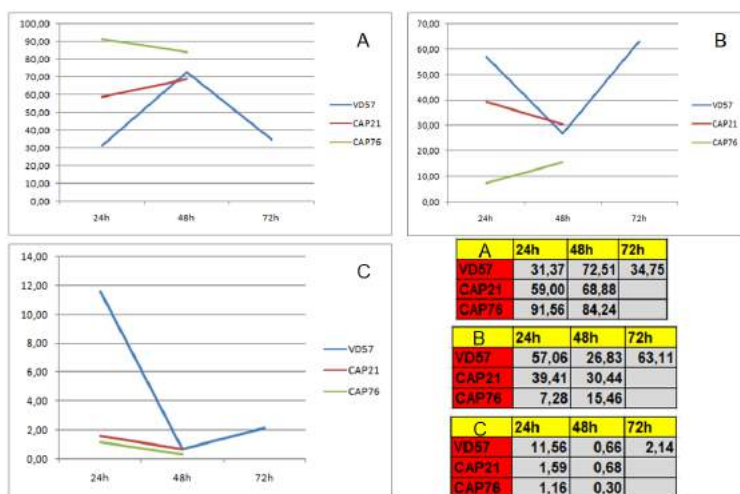 100,00
90,00
80,00
70,00
60,00
50,00
40,00
30,00
20,00
10,00
0,00
24h 48h 72h
A
VD57
CAP21
CAP76
70,00
60,00
50,00
40,00
30,00
20,00
10,00
0,00
24h 48h 72h
B
VD57
CAP21
CAP76
14,00
12,00
10,00
8,00
6,00
4,00
2,00
0,00
24h 48h 72h
C
VD57
CAP21
CAP76
A 24h 48h 72h
VD57 31,37 72,51 34,75
CAP21 59,00 68,88
CAP76 91,56 84,24
B 24h 48h 72h
VD57 57,06 26,83 63,11
CAP21 39,41 30,44
CAP76 7,28 15,46
C 24h 48h 72h
VD57 11,56 0,66 2,14
CAP21 1,59 0,68
CAP76 1,16 0,30